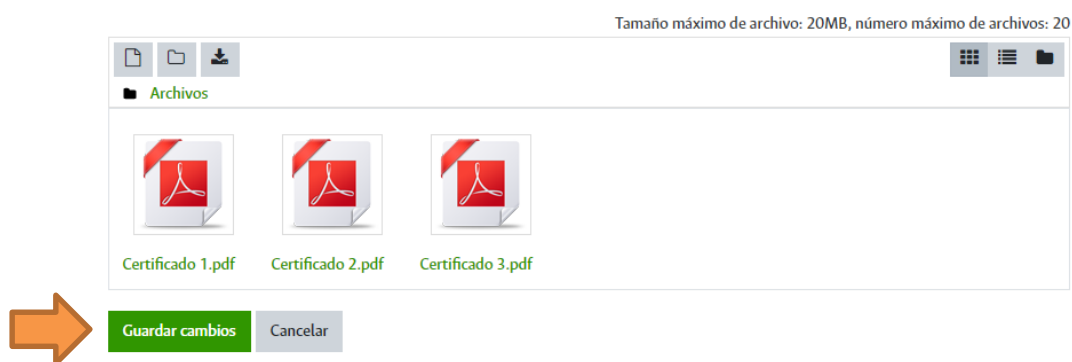 Tamaño máximo de archivo: 20MB, número máximo de archivos: 20
Archivos
Certificado 1.pdf Certificado 2.pdf Certificado 3.pdf
Guardar cambios Cancelar